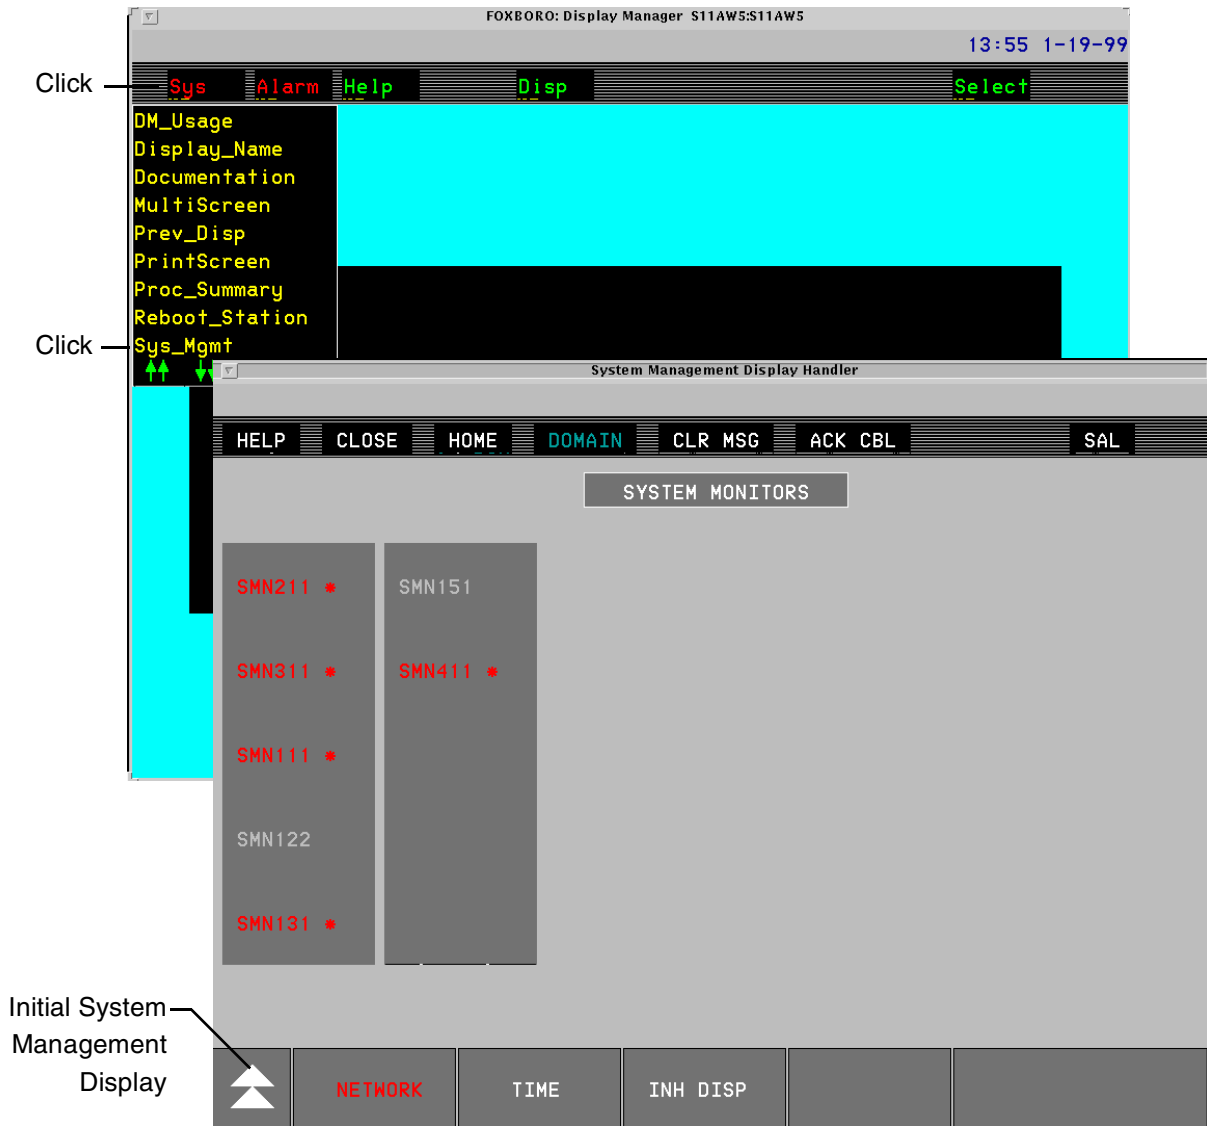 FOXBORO: Display Manager S11AW5:S11AW5
13:55 1-19-99
Click
Sys Alarm Help Disp Select
DM_Usage
Display_Name
Documentation
MultiScreen
Prev_Disp
PrintScreen
Proc_Summary
Reboot_Station
Click
Sys_Mgmt
System Management Display Handler
HELP CLOSE HOME DOMAIN CLR MSG ACK CBL SAL
SYSTEM MONITORS
SMN211 * SMN151
SMN311 * SMN411 *
SMN111 *
SMN122
SMN131 *
Initial System
Management
Display
NETWORK TIME INH DISP